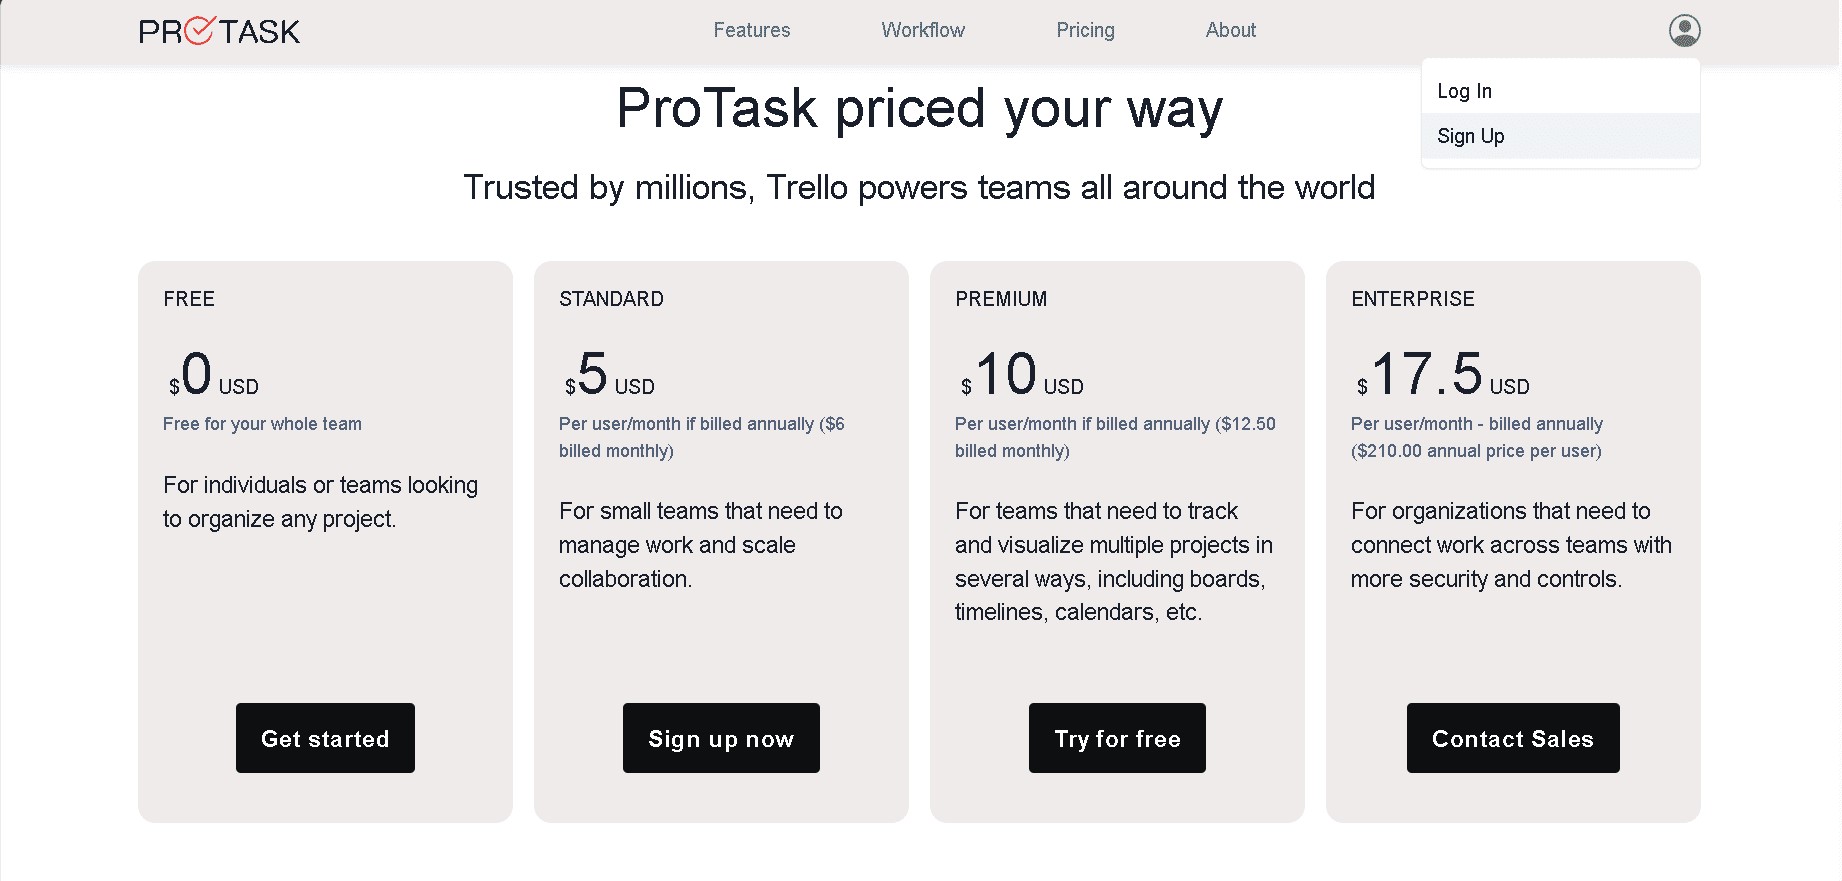 PROTASK
Features
Workflow
Pricing
About
Log In
Sign Up
ProTask priced your way
Trusted by millions, Trello powers teams all around the world
FREE
$0 USD
Free for your whole team
For individuals or teams looking
to organize any project.
Get started
STANDARD
$5 USD
Per user/month if billed annually ($6
billed monthly)
For small teams that need to
manage work and scale
collaboration.
Sign up now
PREMIUM
$10 USD
Per user/month if billed annually ($12.50
billed monthly)
For teams that need to track
and visualize multiple projects in
several ways, including boards,
timelines, calendars, etc.
Try for free
ENTERPRISE
$17.5 USD
Per user/month - billed annually
($210.00 annual price per user)
For organizations that need to
connect work across teams with
more security and controls.
Contact Sales